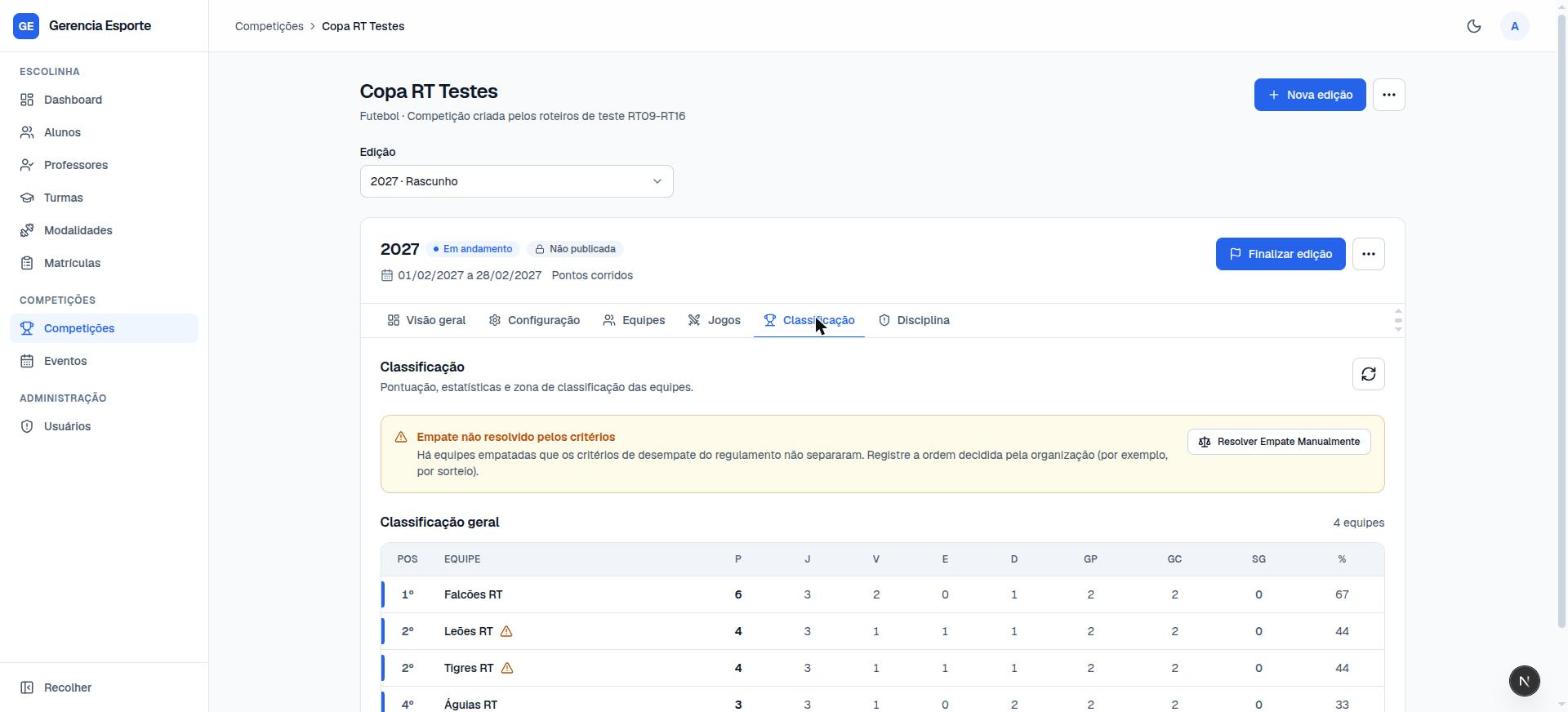 GE Gerencia Esporte
Competições > Copa RT Testes
A
ESCOLINHA
Dashboard
Alunos
Professores
Turmas
Modalidades
Matrículas
COMPETIÇÕES
Competições
Eventos
ADMINISTRAÇÃO
Usuários
Recolher
Copa RT Testes
Nova edição
Futebol · Competição criada pelos roteiros de teste RT09-RT16
Edição
2027 · Rascunho
2027 Em andamento Não publicada
Finalizar edição
01/02/2027 a 28/02/2027 Pontos corridos
Visão geral Configuração Equipes Jogos Classificação Disciplina
Classificação
Pontuação, estatísticas e zona de classificação das equipes.
Empate não resolvido pelos critérios
Resolver Empate Manualmente
Há equipes empatadas que os critérios de desempate do regulamento não separaram. Registre a ordem decidida pela organização (por exemplo,
por sorteio).
Classificação geral 4 equipes
POS EQUIPE P J V E D GP GC SG %
1º Falcões RT 6 3 2 0 1 2 2 0 67
2º Leões RT 4 3 1 1 1 2 2 0 44
2º Tigres RT 4 3 1 1 1 2 2 0 44
4º Águias RT 3 3 1 0 2 2 2 0 33
N